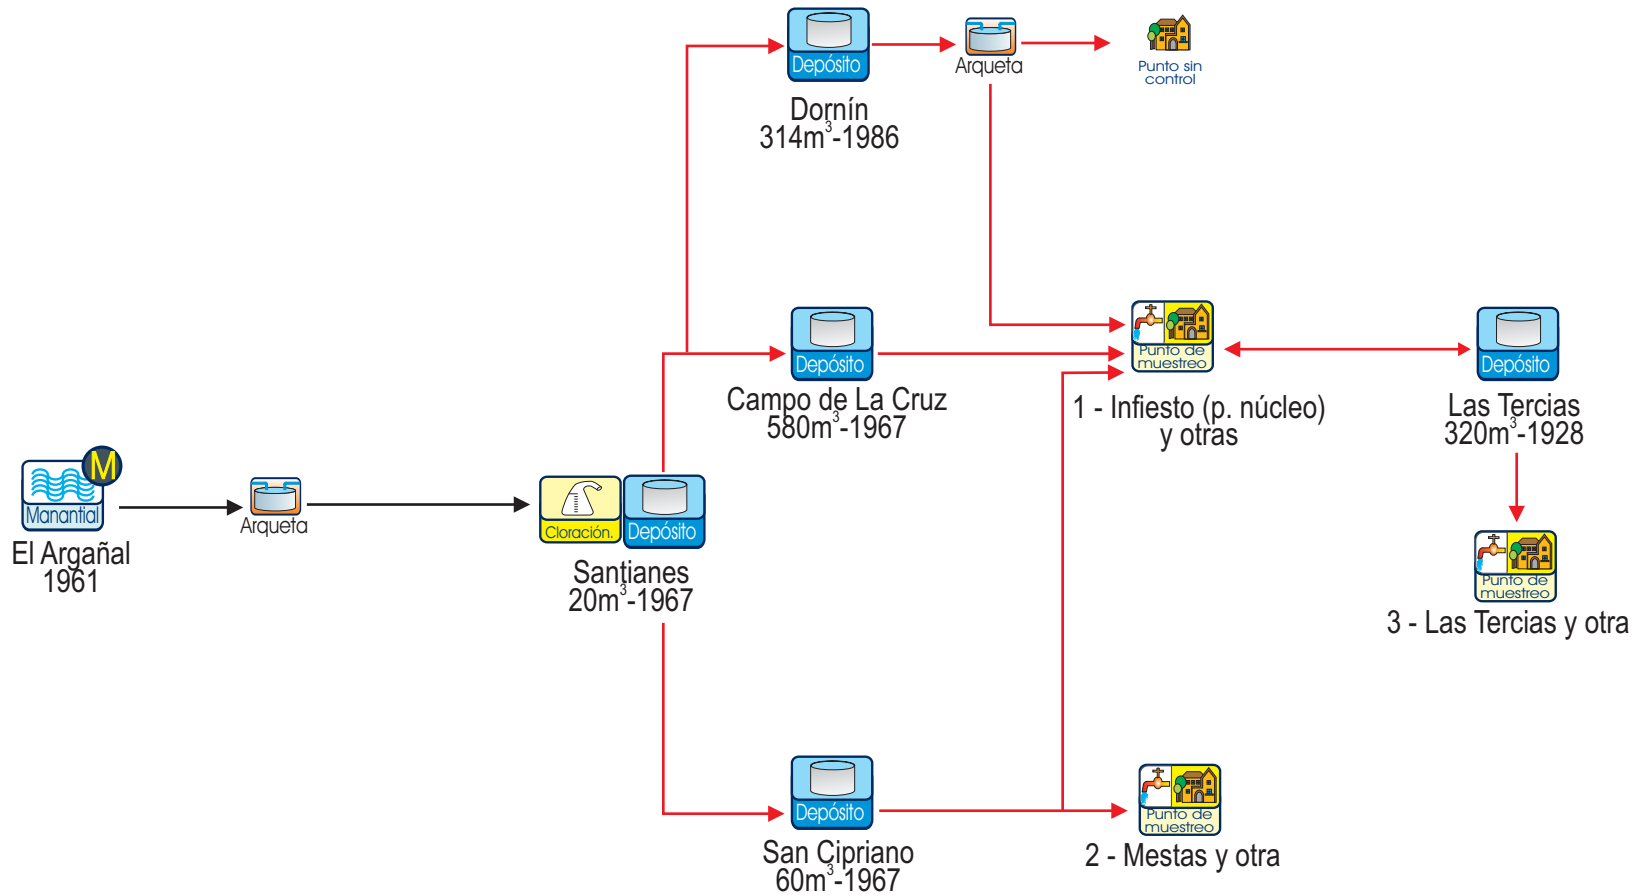 Depósito
Dornín
314m³-1986
Arqueta
Punto sin
control
Depósito
Campo de La Cruz
580m³-1967
Punto de
muestreo
1 - Infiesto (p. núcleo)
y otras
Depósito
Las Tercias
320m³-1928
M
Manantial
El Argañal
1961
Arqueta
Cloración.
Depósito
Santianes
20m³-1967
Punto de
muestreo
3 - Las Tercias y otra
Depósito
San Cipriano
60m³-1967
Punto de
muestreo
2 - Mestas y otra